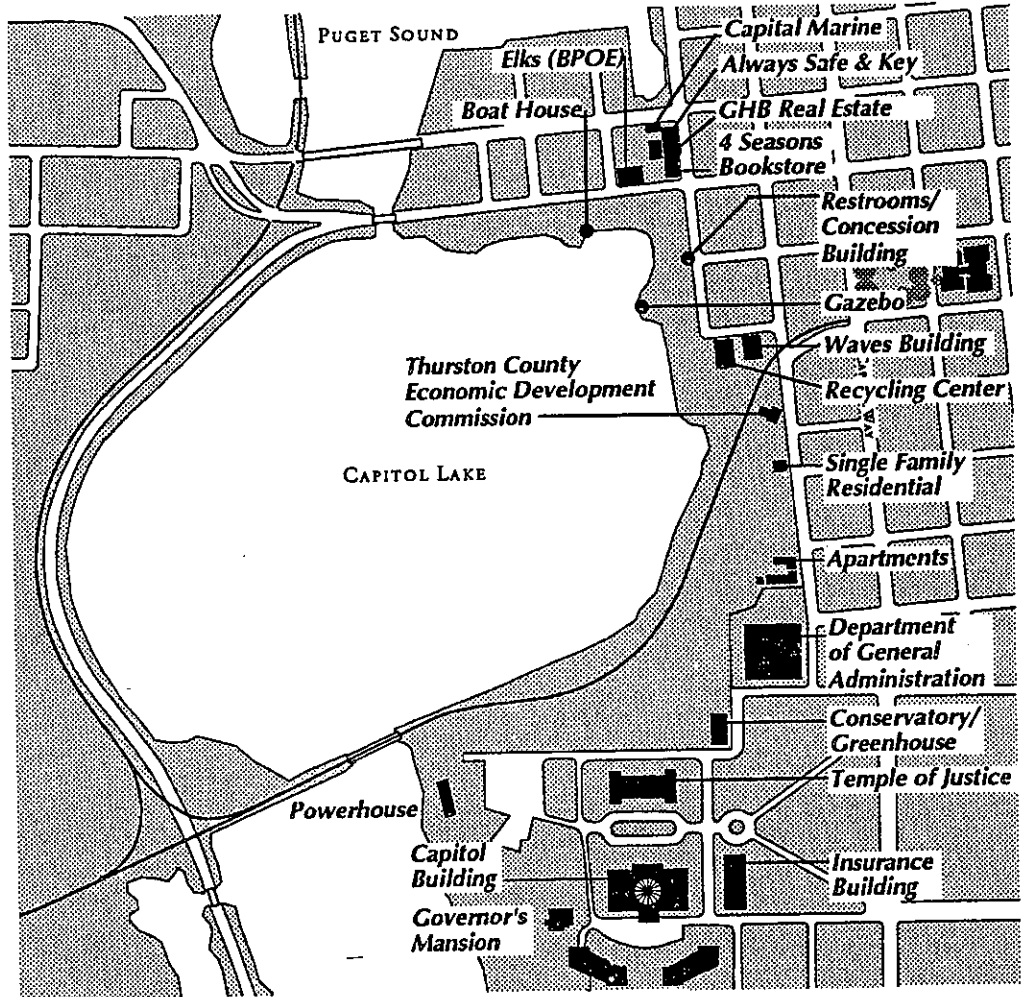 PUGET SOUND
Capital Marine
Elks (BPOE)
Always Safe & Key
Boat House
GHB Real Estate
4 Seasons
Bookstore
Restrooms/
Concession
Building
Gazebo
Waves Building
Thurston County
Economic Development
Commission
Recycling Center
WAY
CAPITOL LAKE
Single Family
Residential
Apartments
Department
of General
Administration
Conservatory/
Greenhouse
Temple of Justice
Powerhouse
Capitol
Building
Insurance
Building
Governor's
Mansion